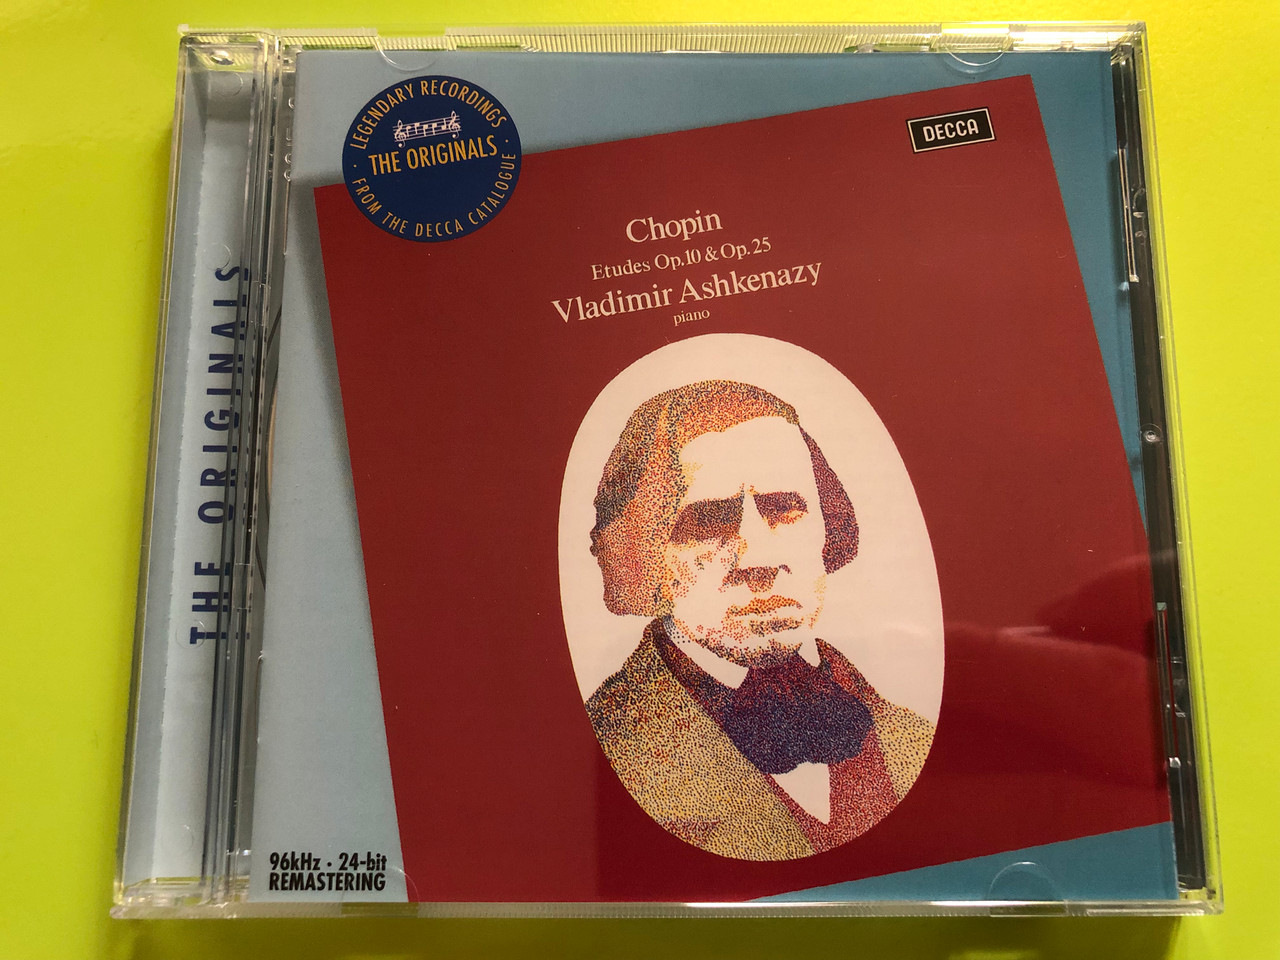 LEGENDARY RECORDINGS
THE ORIGINALS
FROM THE DECCA CATALOGUE
DECCA
Chopin
Etudes Op.10 & Op.25
Vladimir Ashkenazy
piano
THE ORIGINALS
96kHz · 24-bit
REMASTERING